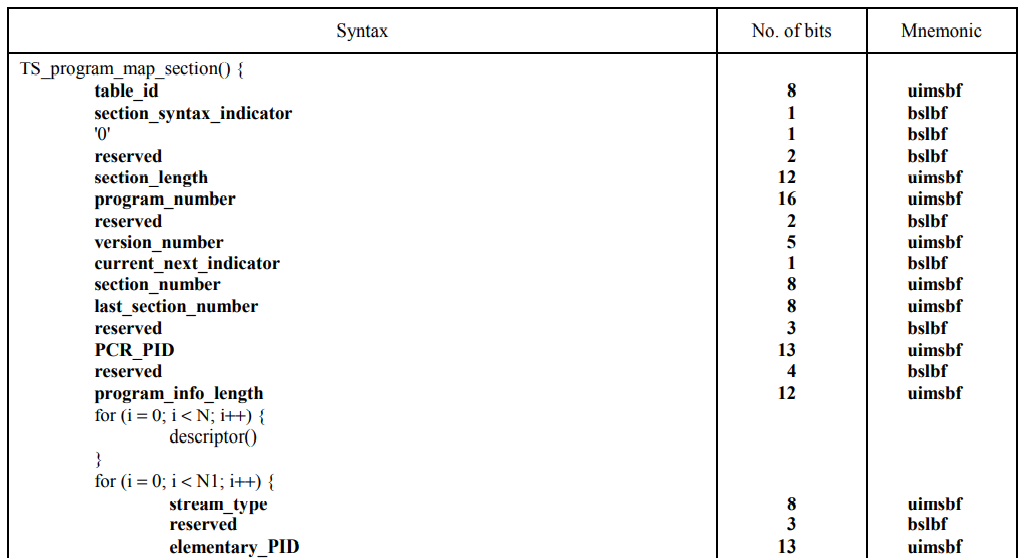 Syntax No. of bits Mnemonic
TS_program_map_section() {
table_id 8 uimsbf
section_syntax_indicator 1 bslbf
'0' 1 bslbf
reserved 2 bslbf
section_length 12 uimsbf
program_number 16 uimsbf
reserved 2 bslbf
version_number 5 uimsbf
current_next_indicator 1 bslbf
section_number 8 uimsbf
last_section_number 8 uimsbf
reserved 3 bslbf
PCR_PID 13 uimsbf
reserved 4 bslbf
program_info_length 12 uimsbf
for (i = 0; i < N; i++) {
descriptor()
}
for (i = 0; i < N1; i++) {
stream_type 8 uimsbf
reserved 3 bslbf
elementary_PID 13 uimsbf